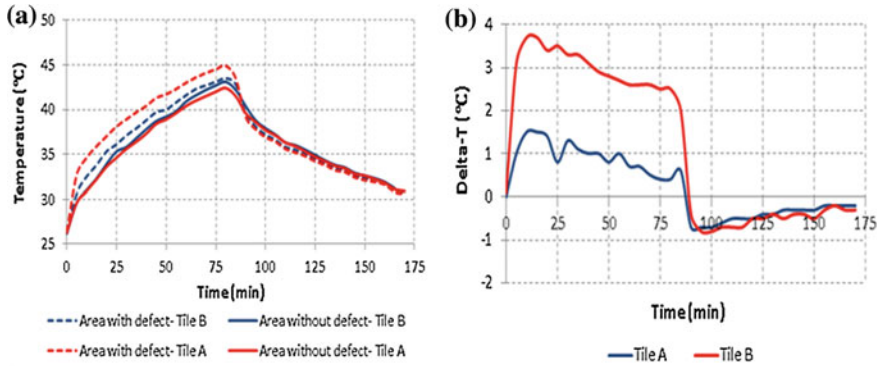 (a)
50
45
40
35
30
25
Temperature (°C)
0 25 50 75 100 125 150 175
Time (min)
Area with defect- Tile B Area without defect- Tile B
Area with defect- Tile A Area without defect- Tile A
(b)
4
3
2
1
0
-1
-2
Delta-T (°C)
0 25 50 75 100 125 150 175
Time (min)
Tile A Tile B